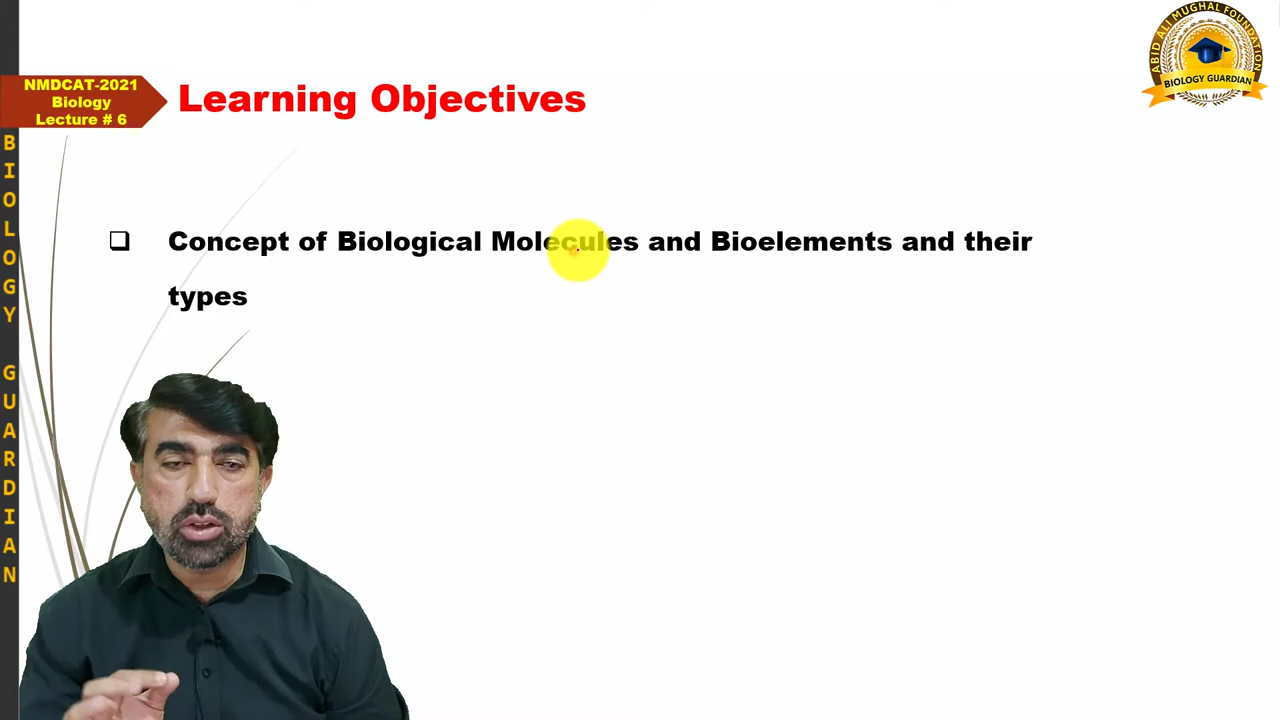 ABID ALI MUGHAL FOUNDATION
BIOLOGY GUARDIAN
NMDCAT-2021
Biology
Lecture # 6
Learning Objectives
BIOLOGY GUARDIAN
Concept of Biological Molecules and Bioelements and their
types